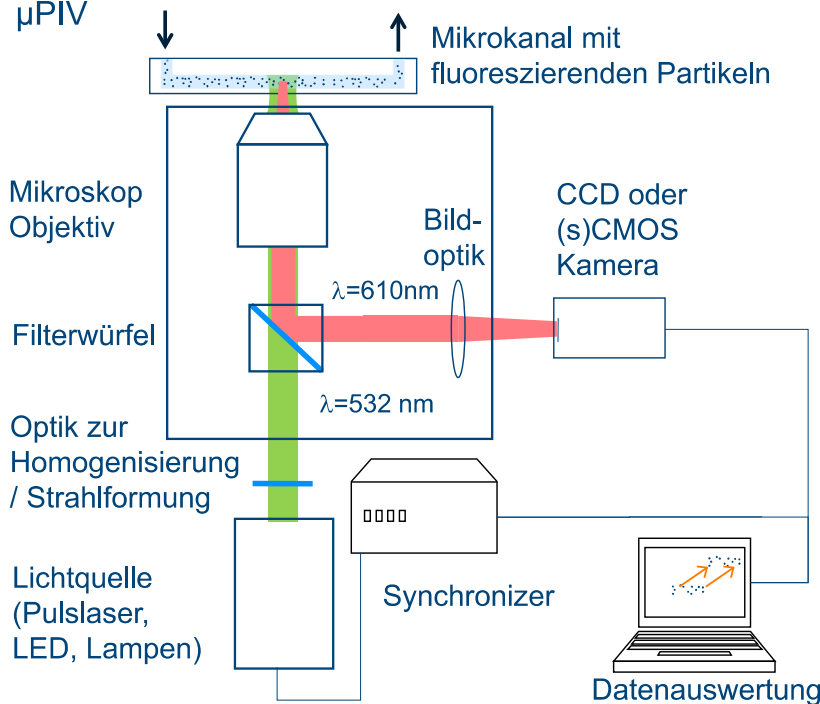 µPIV
Mikrokanal mit
fluoreszierenden Partikeln
Mikroskop
Objektiv
Bild-
optik
CCD oder
(s)CMOS
Kamera
λ=610nm
Filterwürfel
λ=532 nm
Optik zur
Homogenisierung
/ Strahlformung
Lichtquelle
(Pulslaser,
LED, Lampen)
Synchronizer
Datenauswertung